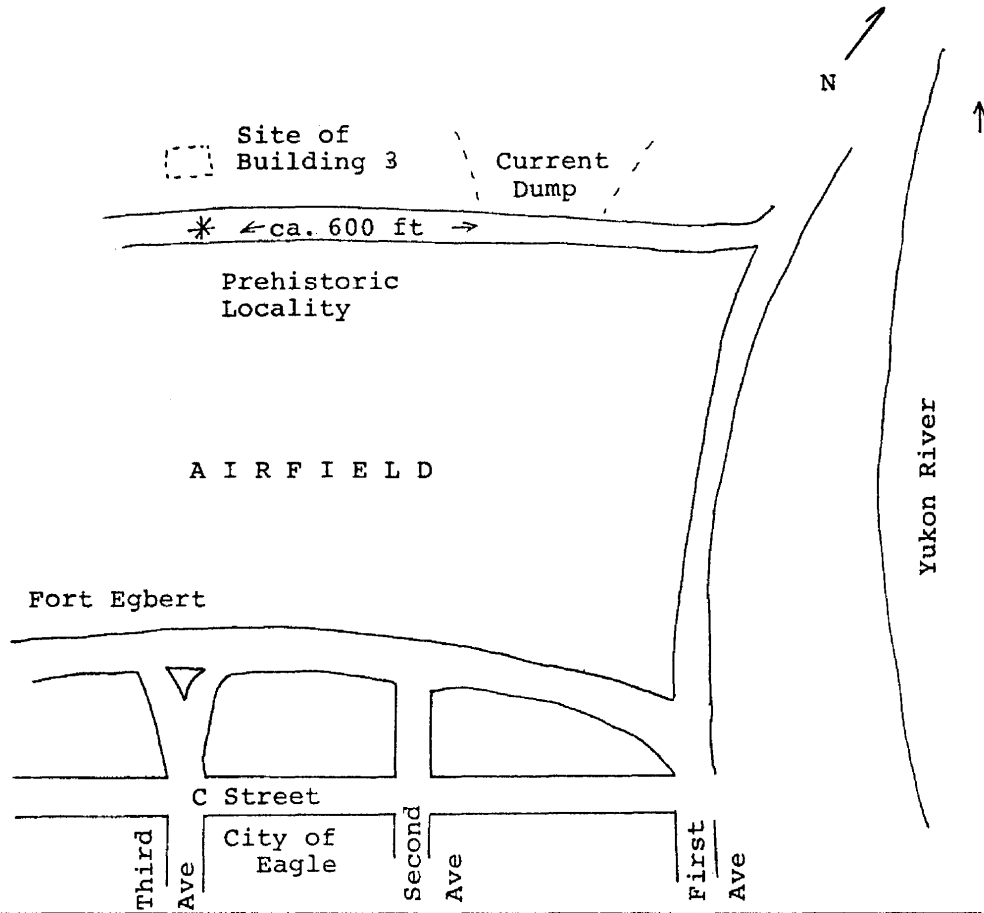 N
Site of
Building 3
Current
Dump
ca. 600 ft
Prehistoric
Locality
AIRFIELD
Yukon River
Fort Egbert
C Street
City of
Eagle
Third
Ave
Second
Ave
First
Ave